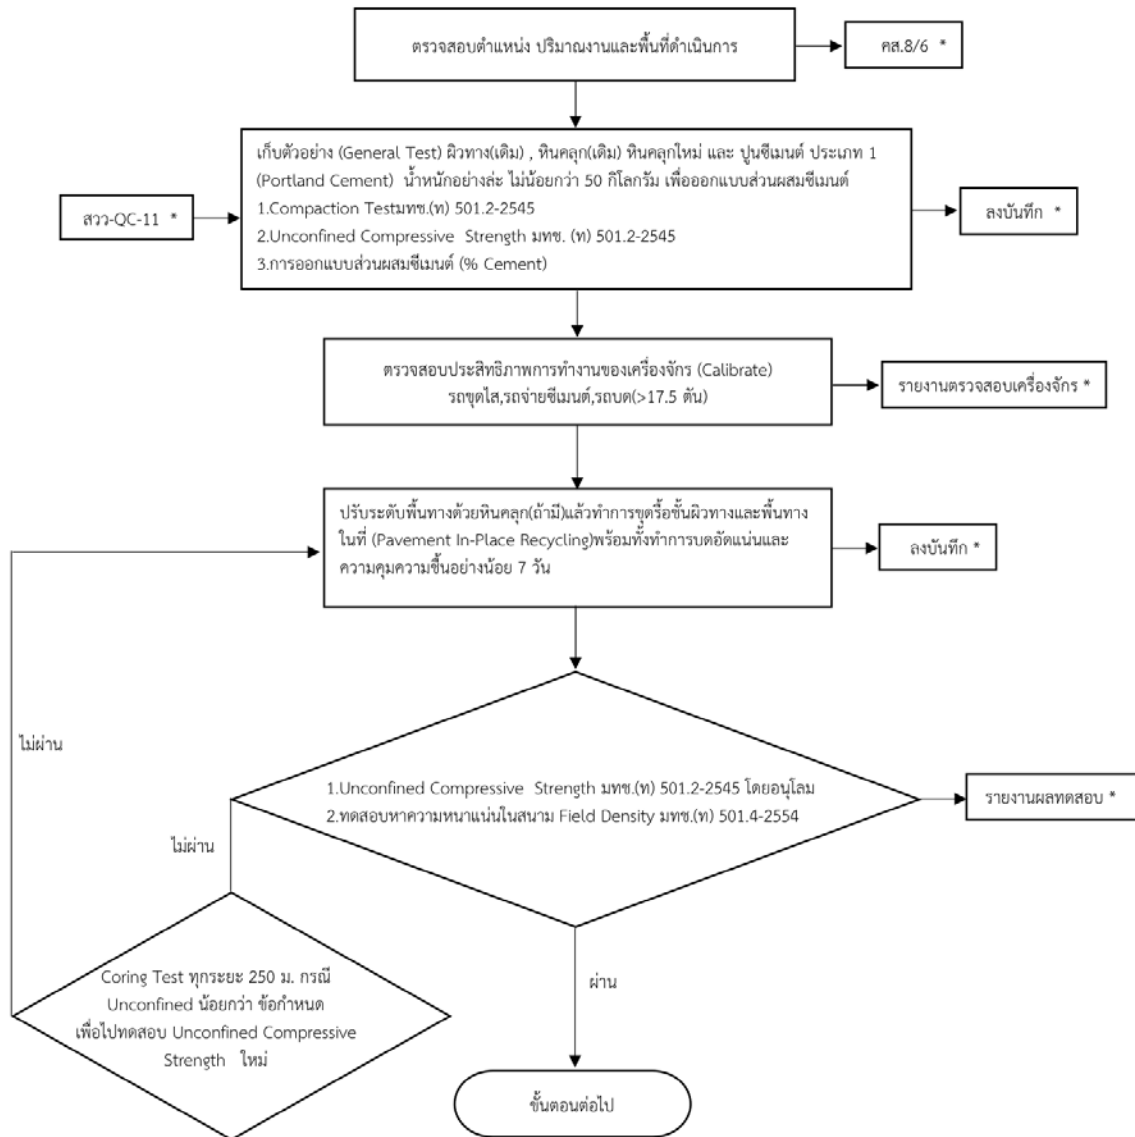 ตรวจสอบตำแหน่ง ปริมาณงานและพื้นที่ดำเนินการ
คส.8/6 *
เก็บตัวอย่าง (General Test) ผิวทาง(เดิม) , หินคลุก(เดิม) หินคลุกใหม่ และ ปูนซีเมนต์ ประเภท 1
(Portland Cement) น้ำหนักอย่างล่ะ ไม่น้อยกว่า 50 กิโลกรัม เพื่อออกแบบส่วนผสมซีเมนต์
1.Compaction Testมทช.(ท) 501.2-2545
2.Unconfined Compressive Strength มทช. (ท) 501.2-2545
3.การออกแบบส่วนผสมซีเมนต์ (% Cement)
สวว-QC-11 *
ลงบันทึก *
ตรวจสอบประสิทธิภาพการทำงานของเครื่องจักร (Calibrate)
รถขุดไส,รถจ่ายซีเมนต์,รถบด(>17.5 ตัน)
รายงานตรวจสอบเครื่องจักร *
ปรับระดับพื้นทางด้วยหินคลุก(ถ้ามี)แล้วทำการขุดรื้อชั้นผิวทางและพื้นทาง
ในที่ (Pavement In-Place Recycling)พร้อมทั้งทำการบดอัดแน่นและ
ความคุมความชื้นอย่างน้อย 7 วัน
ลงบันทึก *
ไม่ผ่าน
1.Unconfined Compressive Strength มทช.(ท) 501.2-2545 โดยอนุโลม
2.ทดสอบหาความหนาแน่นในสนาม Field Density มทช.(ท) 501.4-2554
รายงานผลทดสอบ *
ไม่ผ่าน
Coring Test ทุกระยะ 250 ม. กรณี
Unconfined น้อยกว่า ข้อกำหนด
เพื่อไปทดสอบ Unconfined Compressive
Strength ใหม่
ผ่าน
ขั้นตอนต่อไป